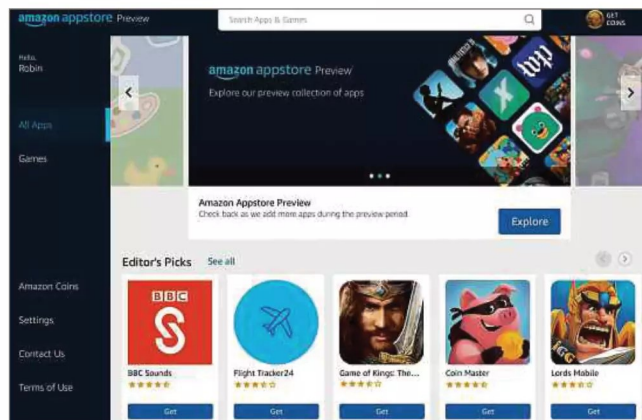 amazon appstore Preview
Search Apps & Games
GET
COINS
Hello,
Robin
All Apps
Games
Amazon Coins
Settings
Contact Us
Terms of Use
amazon appstore Preview
Explore our preview collection of apps
Amazon Appstore Preview
Check back as we add more apps during the preview period
Explore
Editor's Picks See all
BBC
S
BBC Sounds
Flight Tracker24
Game of Kings: The...
Coin Master
IGG
Lords Mobile
Get
Get
Get
Get
Get